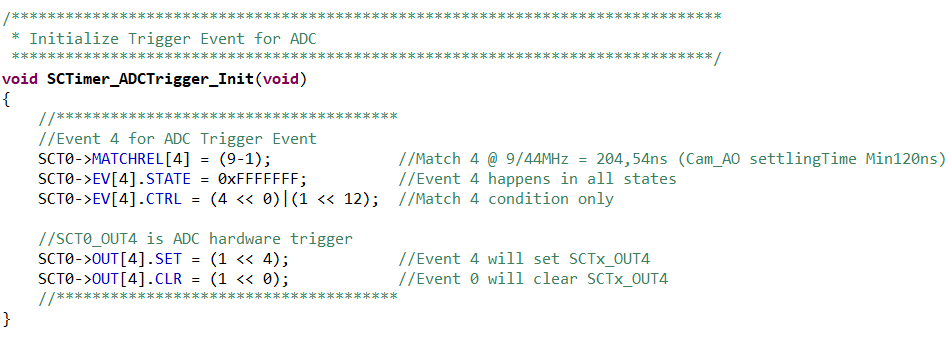 /*******************************************************************************
 * Initialize Trigger Event for ADC
 ******************************************************************************/
void SCTimer_ADCTrigger_Init(void)
{
    //**************************************
    //Event 4 for ADC Trigger Event
    SCT0->MATCHREL[4] = (9-1);              //Match 4 @ 9/44MHz = 204,54ns (Cam_AO settlingTime Min120ns)
    SCT0->EV[4].STATE = 0xFFFFFFF;          //Event 4 happens in all states
    SCT0->EV[4].CTRL = (4 << 0)|(1 << 12);  //Match 4 condition only

    //SCT0_OUT4 is ADC hardware trigger
    SCT0->OUT[4].SET = (1 << 4);            //Event 4 will set SCTx_OUT4
    SCT0->OUT[4].CLR = (1 << 0);            //Event 0 will clear SCTx_OUT4
    //**************************************
}